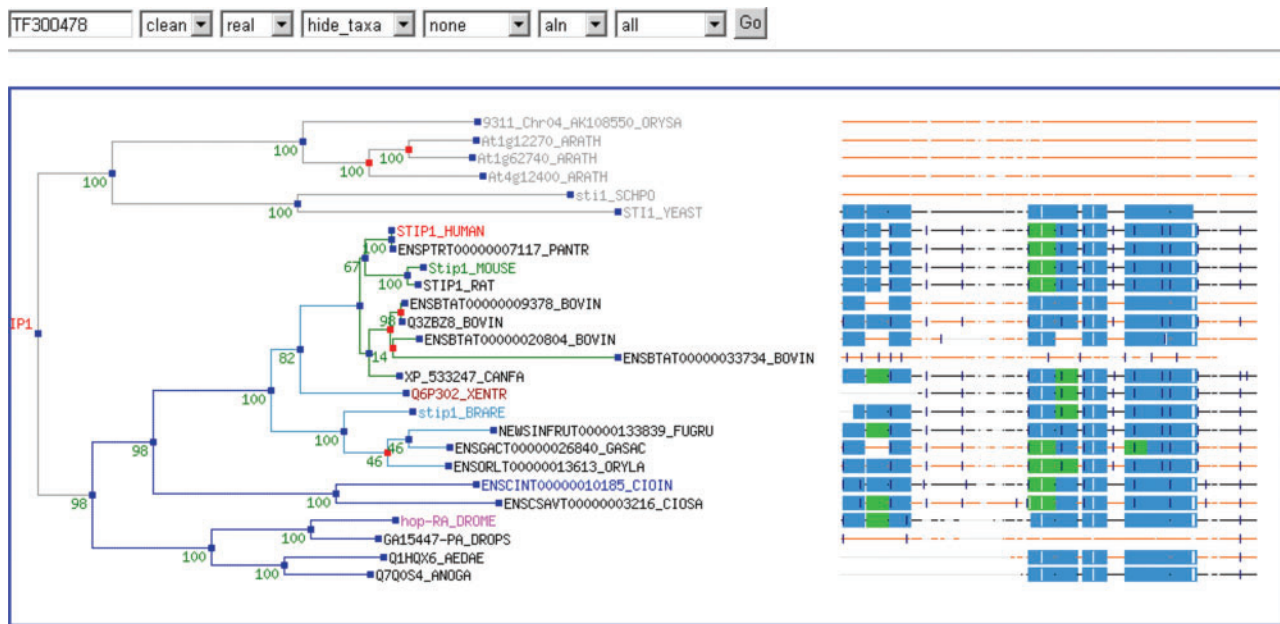 TF300478 clean real hide_taxa none aln all Go
9311_Chr04_AK108550_ORYSA
At1g12270_ARATH
100
100
At1g62740_ARATH
100
At4g12400_ARATH
100
sti1_SCHPO
100
STI1_YEAST
STIP1_HUMAN
100
ENSPTRT00000007117_PANTR
67
Stip1_MOUSE
100
STIP1_RAT
ENSBTAT00000009378_BOVIN
IP1
98
Q3ZBZ8_BOVIN
ENSBTAT00000020804_BOVIN
82
14
ENSBTAT00000033734_BOVIN
XP_533247_CANFA
100
Q6P302_XENTR
stip1_BRARE
100
NEWSINFRUT00000133839_FUGRU
46
ENSGACT00000026840_GASAC
98
46
ENSORLT00000013613_ORYLA
ENSCINT00000010185_CIOIN
98
100
ENSCSAVT00000003216_CIOSA
hop-RA_DROME
100
GA15447-PA_DROPS
100
Q1HQX6_AEDAE
100
Q7Q0S4_ANOGA